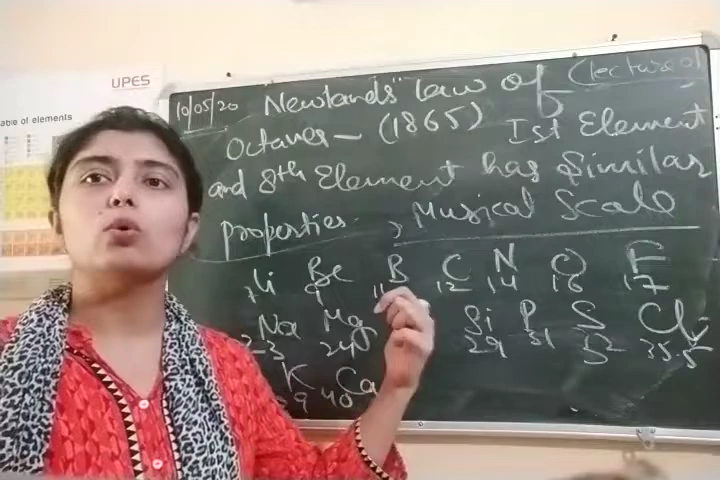 UPES
able of elements
10/05/20 Newlands' law of (lecture
Octaves - (1865) Ist Element
and 8th Element has Similar
Properties. , Musical Scale
Li Be B C N O F
7 9 11 12 14 16 17
Na Mg Si P S Cl
23 24 29 31 32 35.5
K Ca
9 40